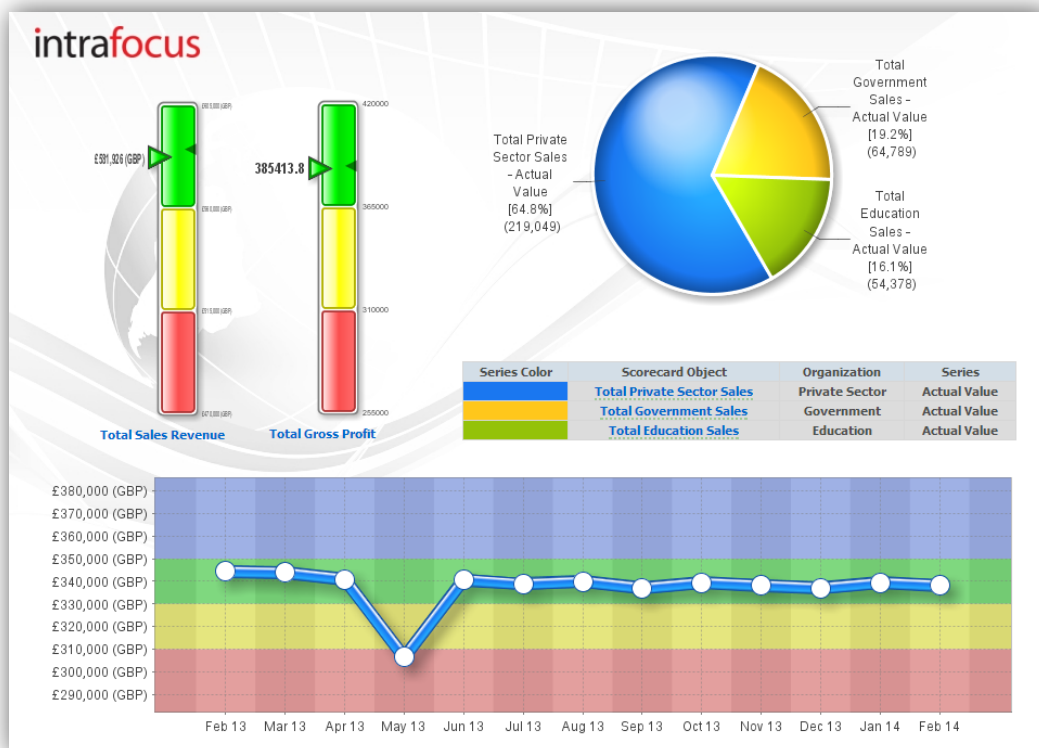 intrafocus
420000
365000
310000
255000
385413.8
Total Sales Revenue
Total Gross Profit
Total Private
Sector Sales
- Actual
Value
[64.8%]
(219,049)
Total
Government
Sales -
Actual Value
[19.2%]
(64,789)
Total
Education
Sales -
Actual Value
[16.1%]
(54,378)
Series Color Scorecard Object Organization Series
Total Private Sector Sales Private Sector Actual Value
Total Government Sales Government Actual Value
Total Education Sales Education Actual Value
£380,000 (GBP)
£370,000 (GBP)
£360,000 (GBP)
£350,000 (GBP)
£340,000 (GBP)
£330,000 (GBP)
£320,000 (GBP)
£310,000 (GBP)
£300,000 (GBP)
£290,000 (GBP)
Feb 13 Mar 13 Apr 13 May 13 Jun 13 Jul 13 Aug 13 Sep 13 Oct 13 Nov 13 Dec 13 Jan 14 Feb 14